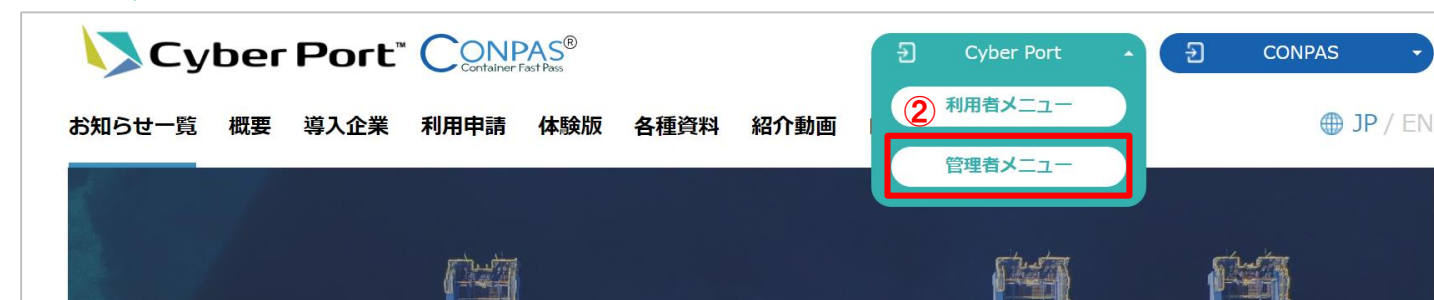 Cyber Port™ CONPAS®
Container Fast Pass
Cyber Port
CONPAS
② 利用者メニュー
管理者メニュー
お知らせ一覧 概要 導入企業 利用申請 体験版 各種資料 紹介動画
JP / EN